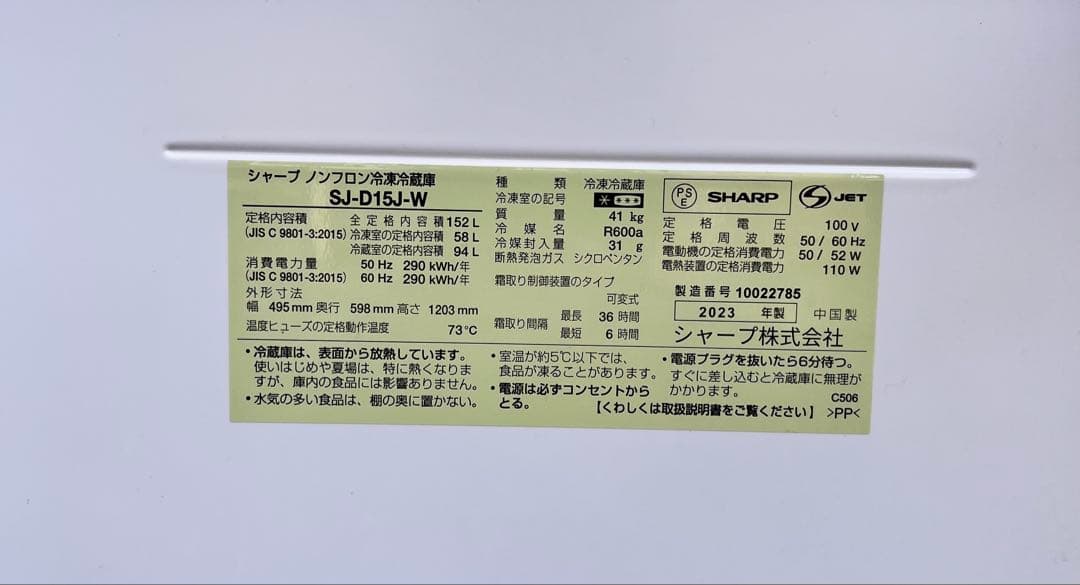 シャープ ノンフロン冷凍冷蔵庫
SJ-D15J-W
定格内容積 全定格内容積 152 L
(JIS C 9801-3:2015) 冷凍室の定格内容積 58 L
冷蔵室の定格内容積 94 L
消費電力量 50 Hz 290 kWh/年
(JIS C 9801-3:2015) 60 Hz 290 kWh/年
外形寸法
幅 495 mm 奥行 598 mm 高さ 1203 mm
温度ヒューズの定格動作温度 73℃
種類 冷凍冷蔵庫
冷凍室の記号
質量 41 kg
冷媒名 R600a
冷媒封入量 31 g
断熱発泡ガス シクロペンタン
霜取り制御装置のタイプ
可変式
霜取り間隔 最長 36 時間
最短 6 時間
PS
E
SHARP
JET
定格電圧 100 V
定格周波数 50 / 60 Hz
電動機の定格消費電力 50 / 52 W
電熱装置の定格消費電力 110 W
製造番号 10022785
2023 年製 中国製
シャープ株式会社
・冷蔵庫は、表面から放熱しています。
使いはじめや夏場は、特に熱くなりま
すが、庫内の食品には影響ありません。
・水気の多い食品は、棚の奥に置かない。
・室温が約5℃以下では、
食品が凍ることがあります。
・電源は必ずコンセントから
とる。
・電源プラグを抜いたら6分待つ。
すぐに差し込むと冷蔵庫に無理が
かかります。
C506
【くわしくは取扱説明書をご覧ください】 >PP<